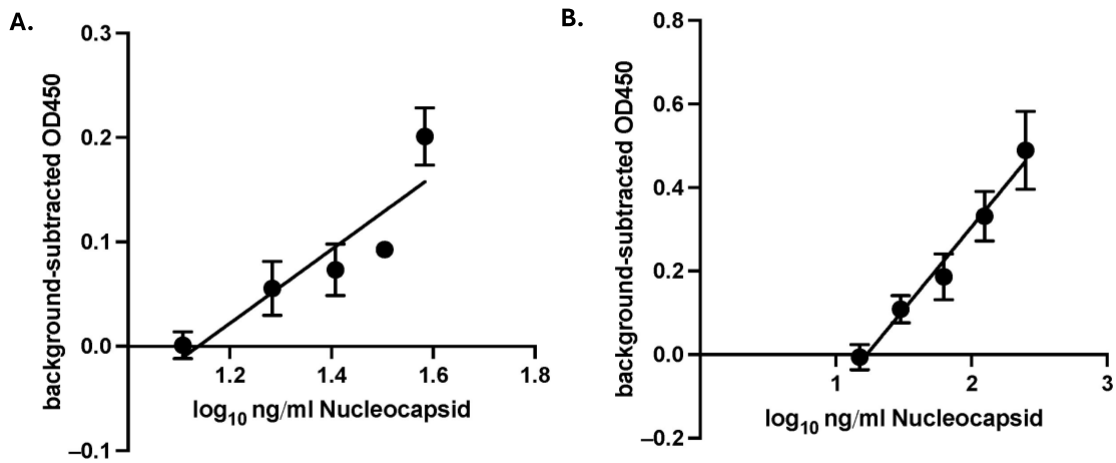 A.
background-subtracted OD450
0.3
0.2
0.1
0.0
–0.1
1.2 1.4 1.6 1.8
log10 ng/ml Nucleocapsid
B.
background-subtracted OD450
0.8
0.6
0.4
0.2
0.0
–0.2
1 2 3
log10 ng/ml Nucleocapsid